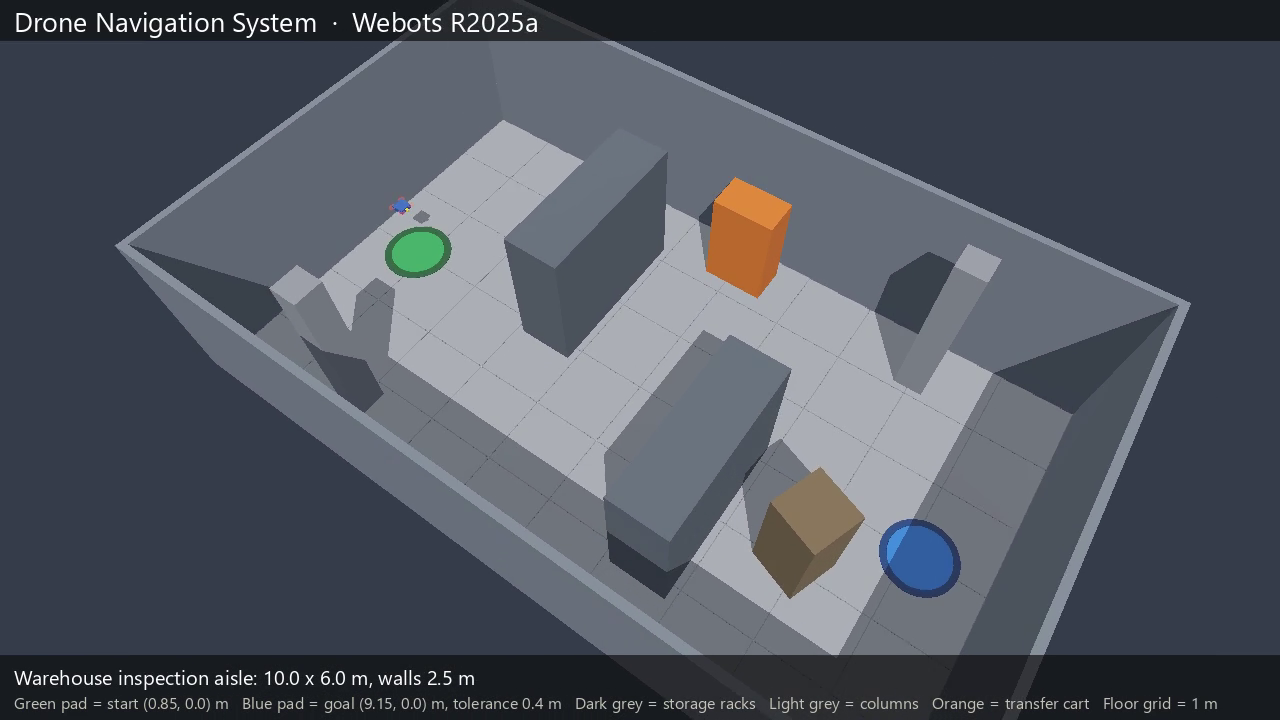 Drone Navigation System · Webots R2025a
Warehouse inspection aisle: 10.0 x 6.0 m, walls 2.5 m
Green pad = start (0.85, 0.0) m   Blue pad = goal (9.15, 0.0) m, tolerance 0.4 m   Dark grey = storage racks   Light grey = columns   Orange = transfer cart   Floor grid = 1 m